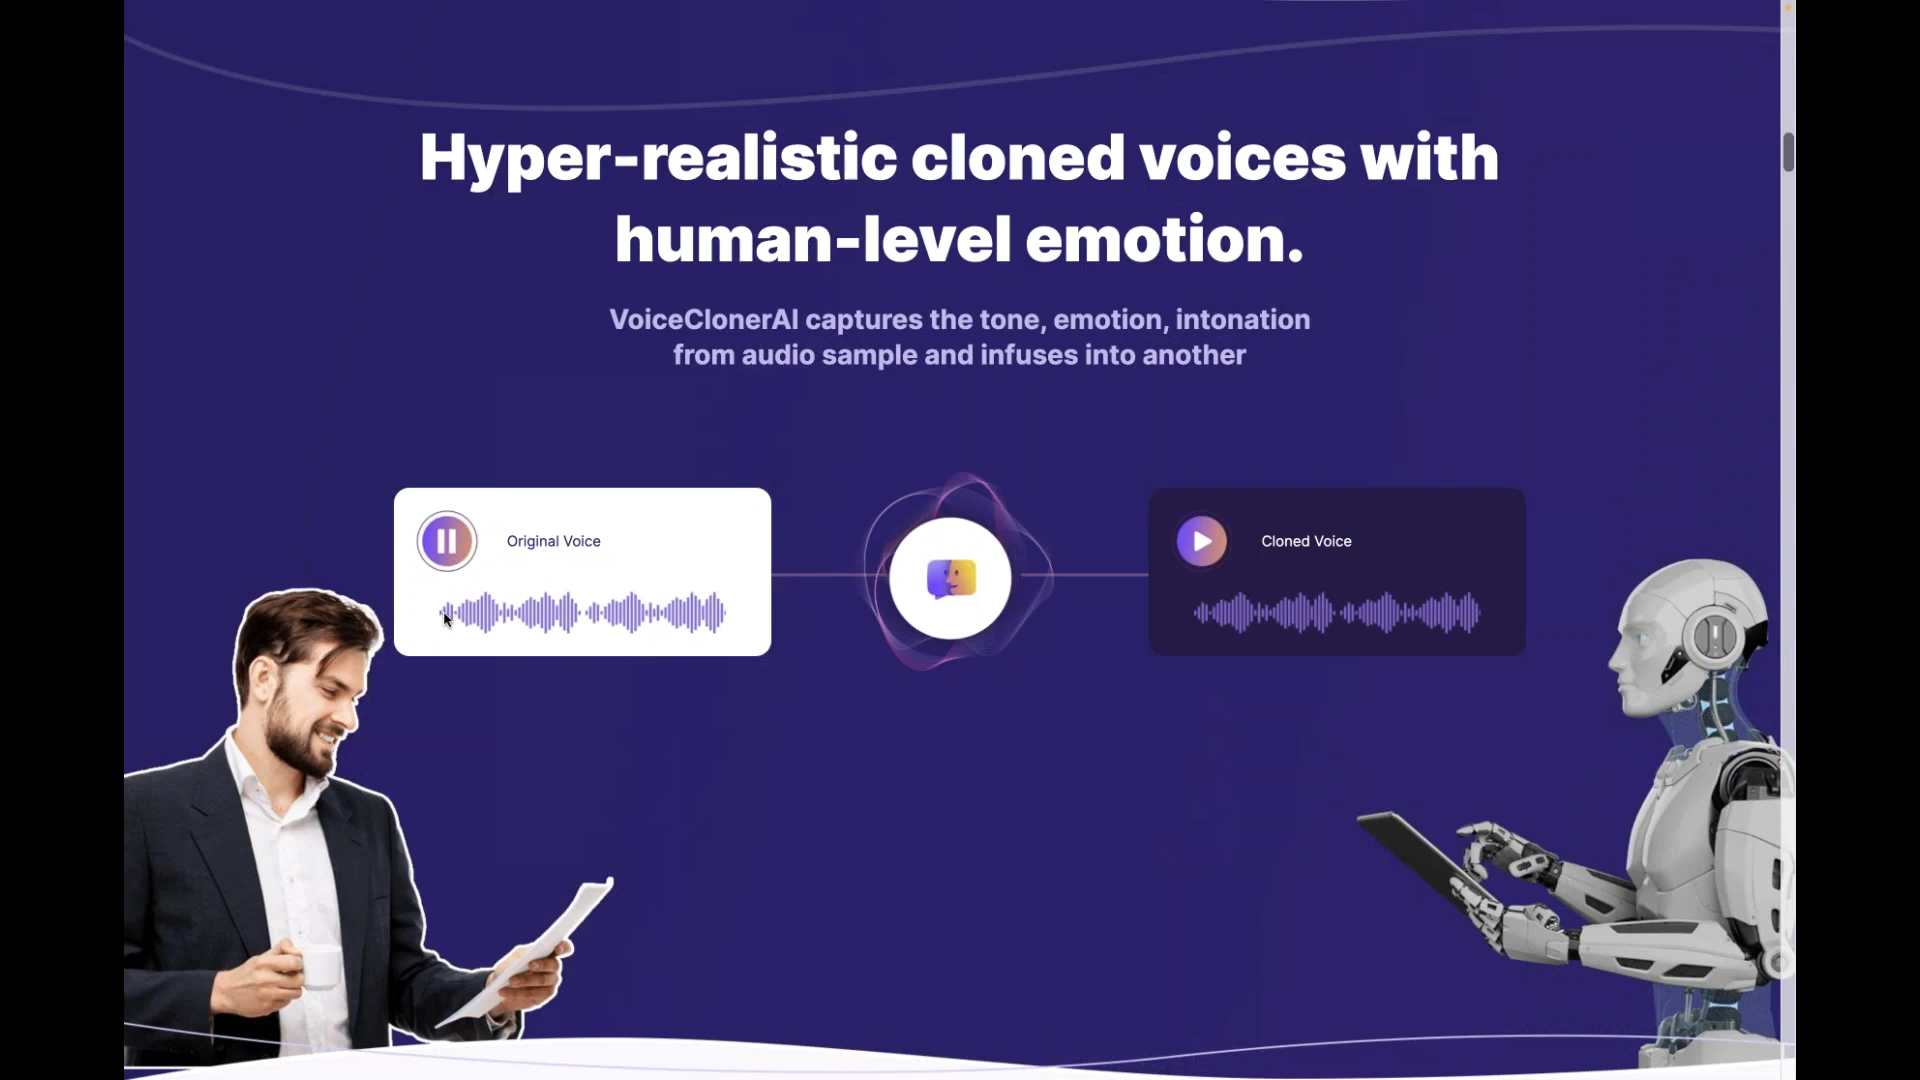 Hyper-realistic cloned voices with
human-level emotion.
VoiceClonerAI captures the tone, emotion, intonation
from audio sample and infuses into another
Original Voice
Cloned Voice